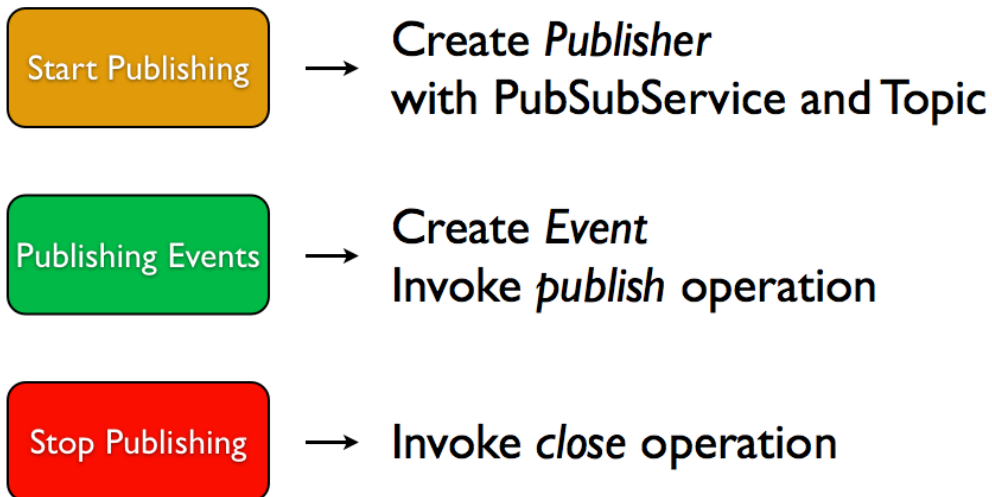 Start Publishing
Create Publisher
with PubSubService and Topic
Publishing Events
Create Event
Invoke publish operation
Stop Publishing
Invoke close operation